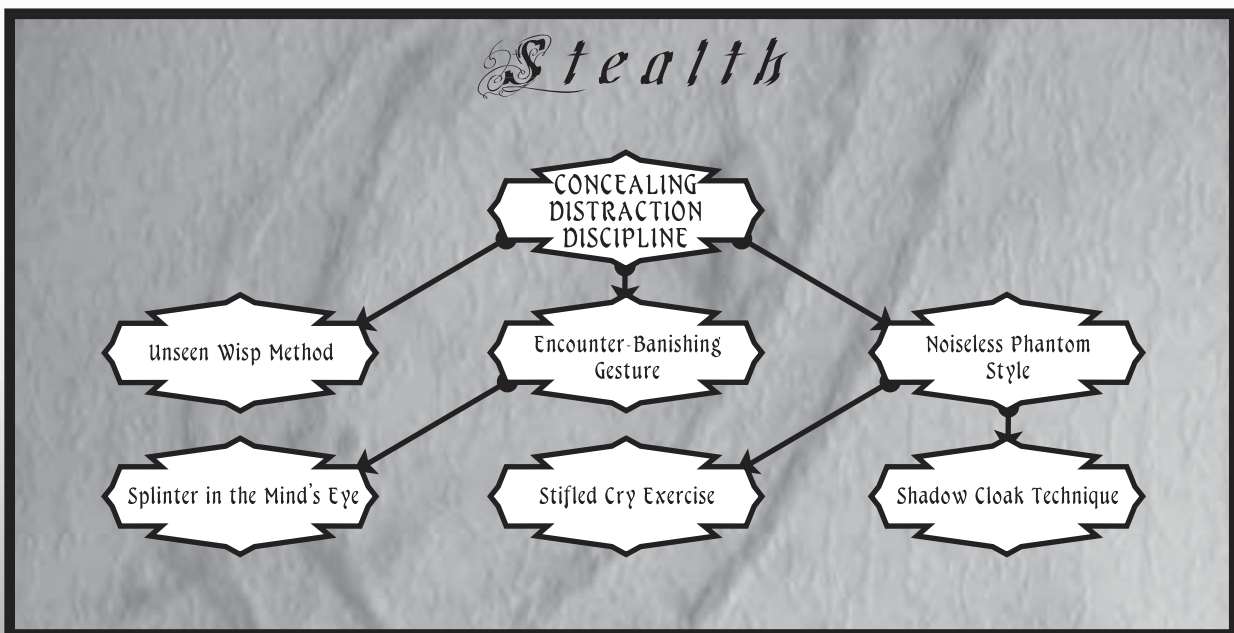 Stealth
CONCEALING
DISTRACTION
DISCIPLINE
Unseen Wisp Method
Encounter-Banishing
Gesture
Noiseless Phantom
Style
Splinter in the Mind's Eye
Stifled Cry Exercise
Shadow Cloak Technique